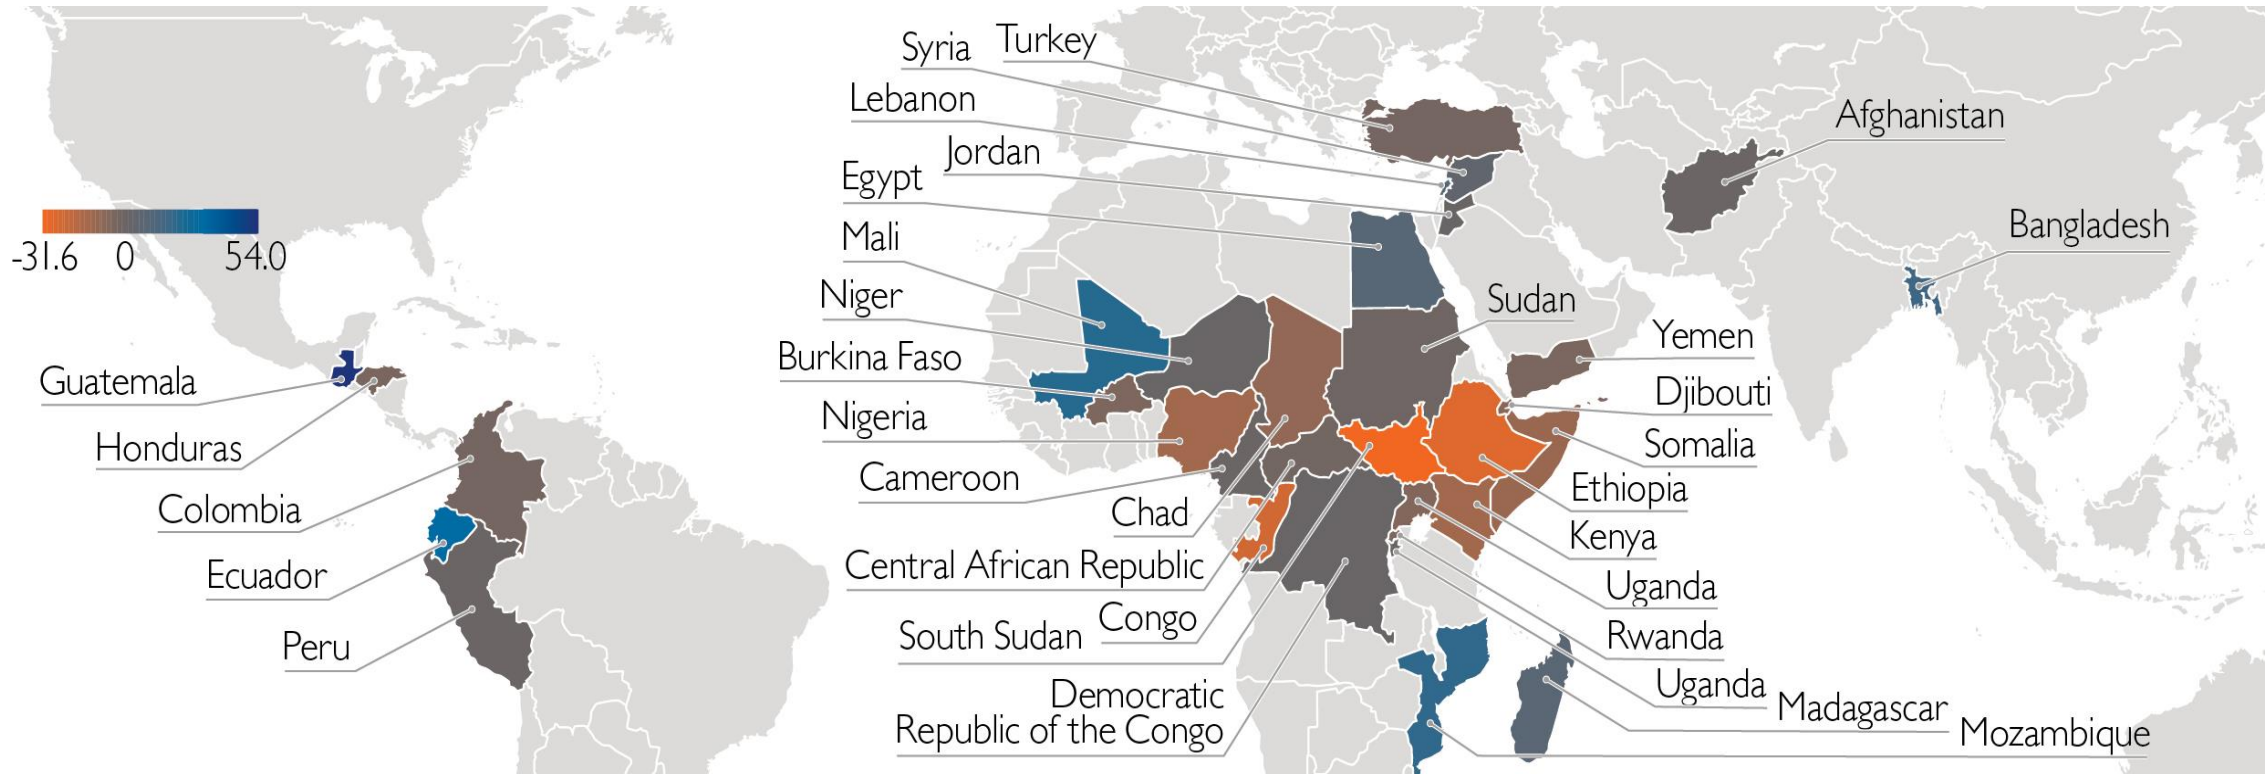 Syria
Turkey
Lebanon
Afghanistan
Jordan
Egypt
Bangladesh
Mali
-31.6 0 54.0
Niger
Sudan
Yemen
Burkina Faso
Guatemala
Djibouti
Nigeria
Honduras
Somalia
Cameroon
Ethiopia
Colombia
Chad
Kenya
Central African Republic
Ecuador
Uganda
Congo
South Sudan
Rwanda
Peru
Uganda
Democratic
Republic of the Congo
Madagascar
Mozambique